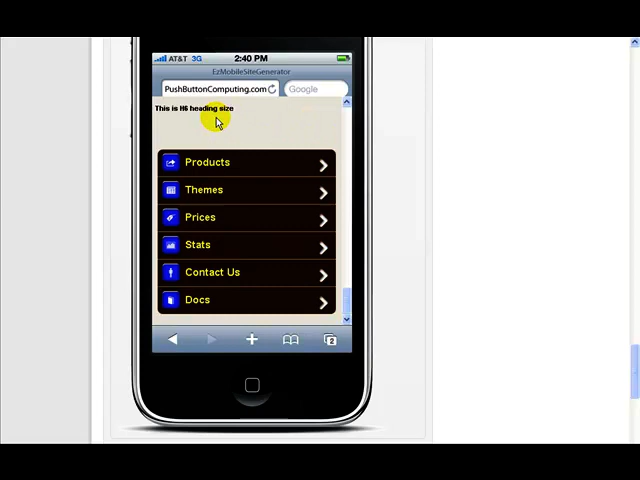 AT&T 3G 2:40 PM
EzMobileSiteGenerator
PushButtonComputing.com Google
This is H6 heading size
Products
Themes
Prices
Stats
Contact Us
Docs
2